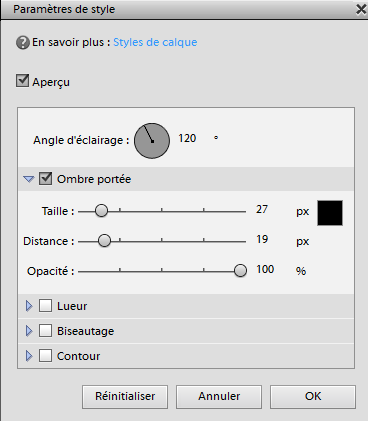 Paramètres de style
En savoir plus : Styles de calque
Aperçu
Angle d'éclairage : 120 °
Ombre portée
Taille : 27 px
Distance : 19 px
Opacité : 100 %
Lueur
Biseautage
Contour
Réinitialiser Annuler OK